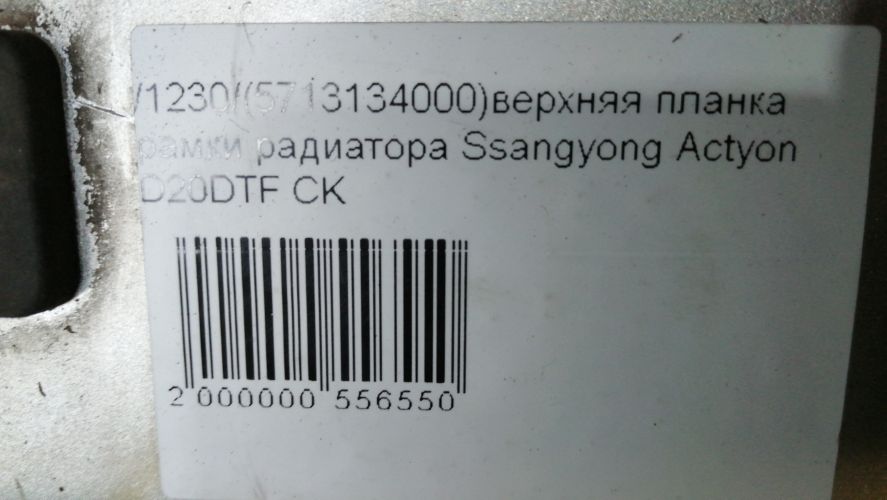 /1230/(5713134000)верхняя планка
рамки радиатора Ssangyong Actyon
D20DTF CK
2 000000 556550